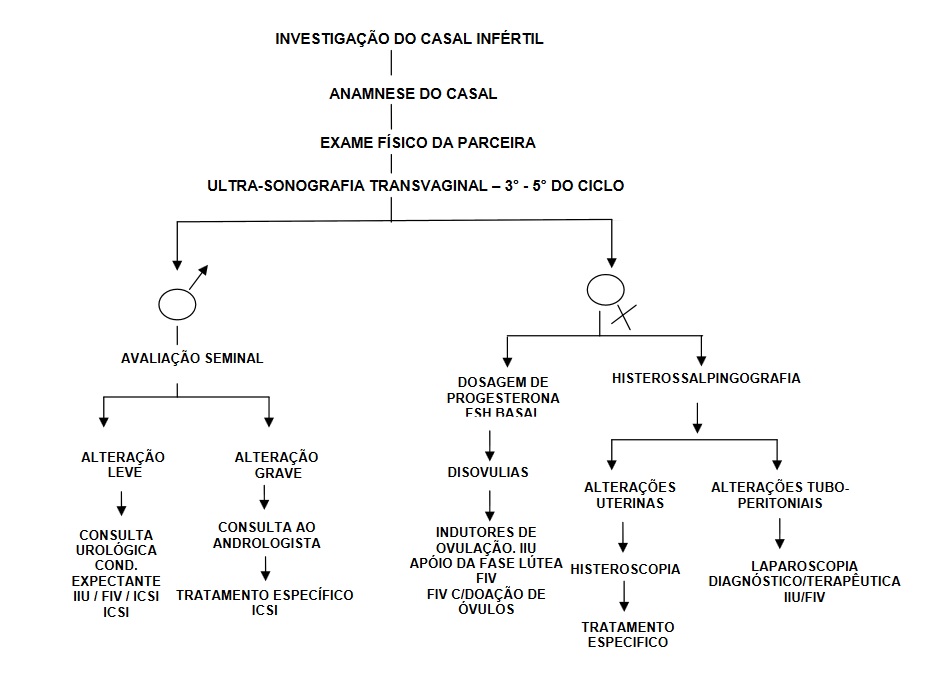 INVESTIGAÇÃO DO CASAL INFÉRTIL
ANAMNESE DO CASAL
EXAME FÍSICO DA PARCEIRA
ULTRA-SONOGRAFIA TRANSVAGINAL – 3° - 5° DO CICLO
AVALIAÇÃO SEMINAL
ALTERAÇÃO
LEVE
CONSULTA
UROLÓGICA
COND.
EXPECTANTE
IIU / FIV / ICSI
ICSI
ALTERAÇÃO
GRAVE
CONSULTA AO
ANDROLOGISTA
TRATAMENTO ESPECÍFICO
ICSI
DOSAGEM DE
PROGESTERONA
FSH BASAL
DISOVULIAS
INDUTORES DE
OVULAÇÃO. IIU
APÓIO DA FASE LÚTEA
FIV
FIV C/DOAÇÃO DE
ÓVULOS
HISTEROSSALPINGOGRAFIA
ALTERAÇÕES
UTERINAS
HISTEROSCOPIA
TRATAMENTO
ESPECIFICO
ALTERAÇÕES TUBO-
PERITONIAIS
LAPAROSCOPIA
DIAGNÓSTICO/TERAPÊUTICA
IIU/FIV